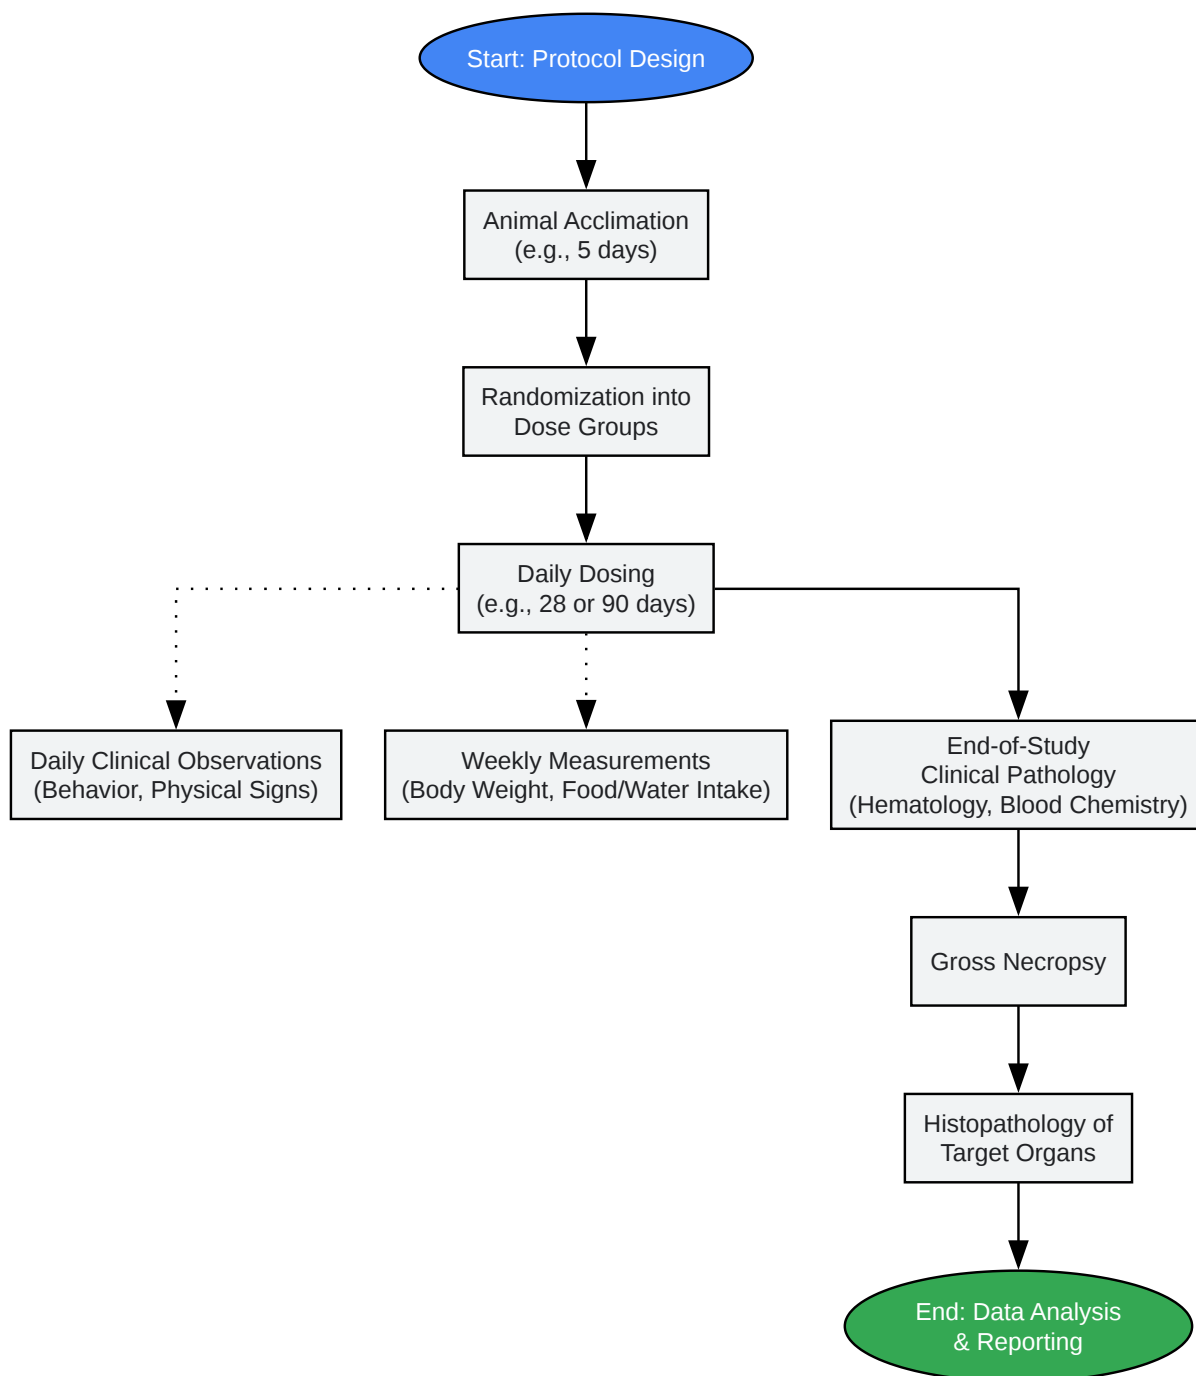 Start: Protocol Design
Animal Acclimation
(e.g., 5 days)
Randomization into
Dose Groups
Daily Dosing
(e.g., 28 or 90 days)
Daily Clinical Observations
(Behavior, Physical Signs)
Weekly Measurements
(Body Weight, Food/Water Intake)
End-of-Study
Clinical Pathology
(Hematology, Blood Chemistry)
Gross Necropsy
Histopathology of
Target Organs
End: Data Analysis
& Reporting